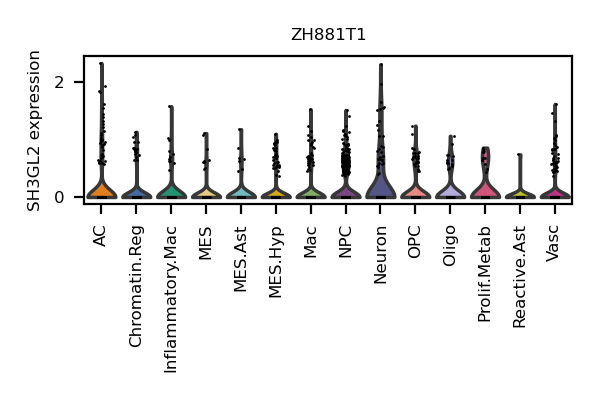 ZH881T1
SH3GL2 expression
2
0
AC
Chromatin.Reg
Inflammatory.Mac
MES
MES.Ast
MES.Hyp
Mac
NPC
Neuron
OPC
Oligo
Prolif.Metab
Reactive.Ast
Vasc